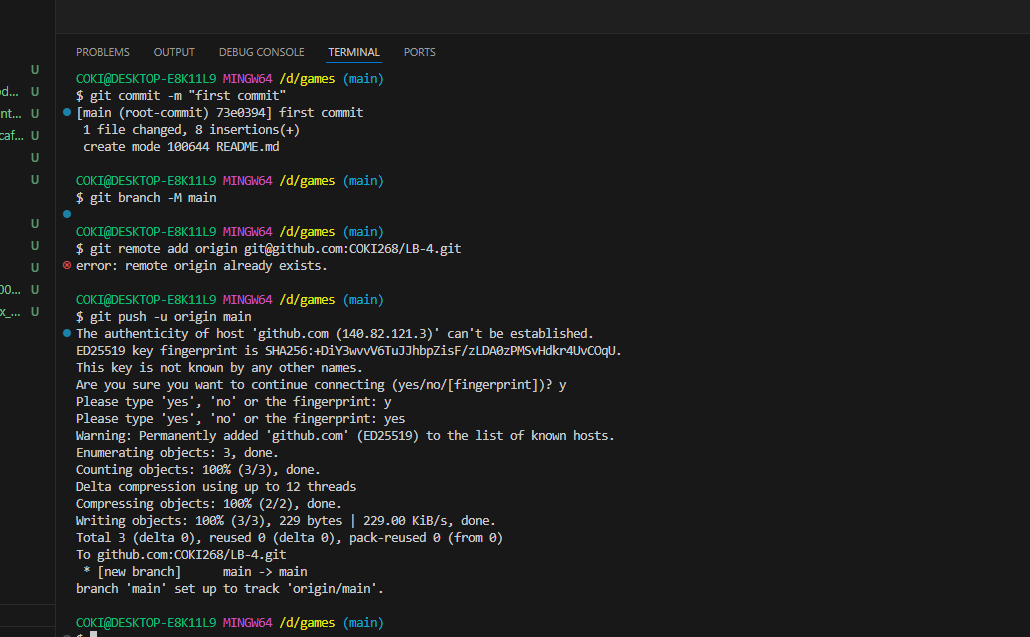 PROBLEMS OUTPUT DEBUG CONSOLE TERMINAL PORTS
COKI@DESKTOP-E8K11L9 MINGW64 /d/games (main)
$ git commit -m "first commit"
[main (root-commit) 73e0394] first commit
 1 file changed, 8 insertions(+)
 create mode 100644 README.md
COKI@DESKTOP-E8K11L9 MINGW64 /d/games (main)
$ git branch -M main
COKI@DESKTOP-E8K11L9 MINGW64 /d/games (main)
$ git remote add origin git@github.com:COKI268/LB-4.git
error: remote origin already exists.
COKI@DESKTOP-E8K11L9 MINGW64 /d/games (main)
$ git push -u origin main
The authenticity of host 'github.com (140.82.121.3)' can't be established.
ED25519 key fingerprint is SHA256:+DiY3wvvV6TuJJhbpZisF/zLDA0zPMSvHdkr4UvCOqU.
This key is not known by any other names.
Are you sure you want to continue connecting (yes/no/[fingerprint])? y
Please type 'yes', 'no' or the fingerprint: y
Please type 'yes', 'no' or the fingerprint: yes
Warning: Permanently added 'github.com' (ED25519) to the list of known hosts.
Enumerating objects: 3, done.
Counting objects: 100% (3/3), done.
Delta compression using up to 12 threads
Compressing objects: 100% (2/2), done.
Writing objects: 100% (3/3), 229 bytes | 229.00 KiB/s, done.
Total 3 (delta 0), reused 0 (delta 0), pack-reused 0 (from 0)
To github.com:COKI268/LB-4.git
 * [new branch]      main -> main
branch 'main' set up to track 'origin/main'.
COKI@DESKTOP-E8K11L9 MINGW64 /d/games (main)
$
U
d... U
nt... U
caf... U
U
U
U
U
U
00... U
x_... U